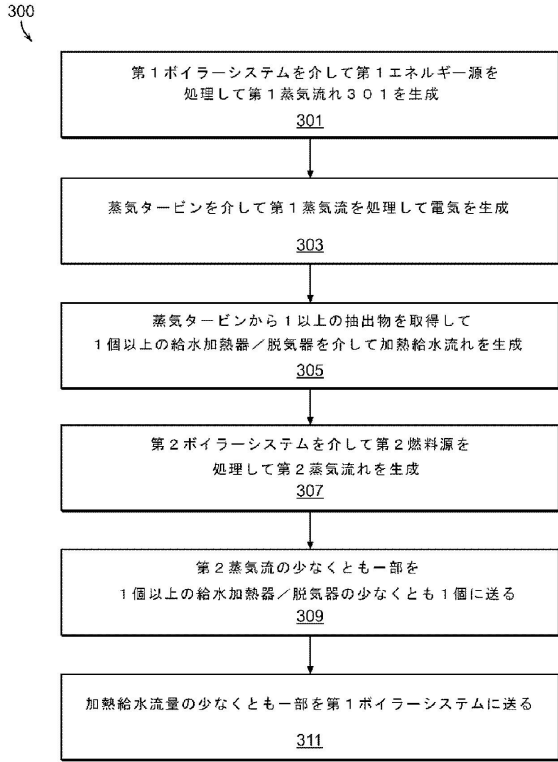 300
第1ボイラーシステムを介して第1エネルギー源を
処理して第1蒸気流れ301を生成
301
蒸気タービンを介して第1蒸気流を処理して電気を生成
303
蒸気タービンから1以上の抽出物を取得して
1個以上の給水加熱器/脱気器を介して加熱給水流れを生成
305
第2ボイラーシステムを介して第2燃料源を
処理して第2蒸気流れを生成
307
第2蒸気流の少なくとも一部を
1個以上の給水加熱器/脱気器の少なくとも1個に送る
309
加熱給水流量の少なくとも一部を第1ボイラーシステムに送る
311